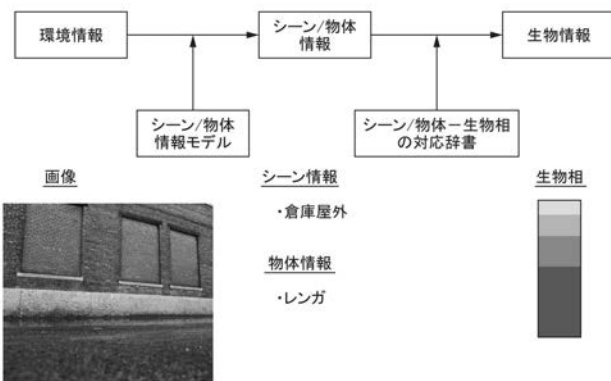 環境情報
シーン/物体
情報
生物情報
シーン/物体
情報モデル
シーン/物体－生物相
の対応辞書
画像
シーン情報
生物相
・倉庫屋外
物体情報
・レンガ